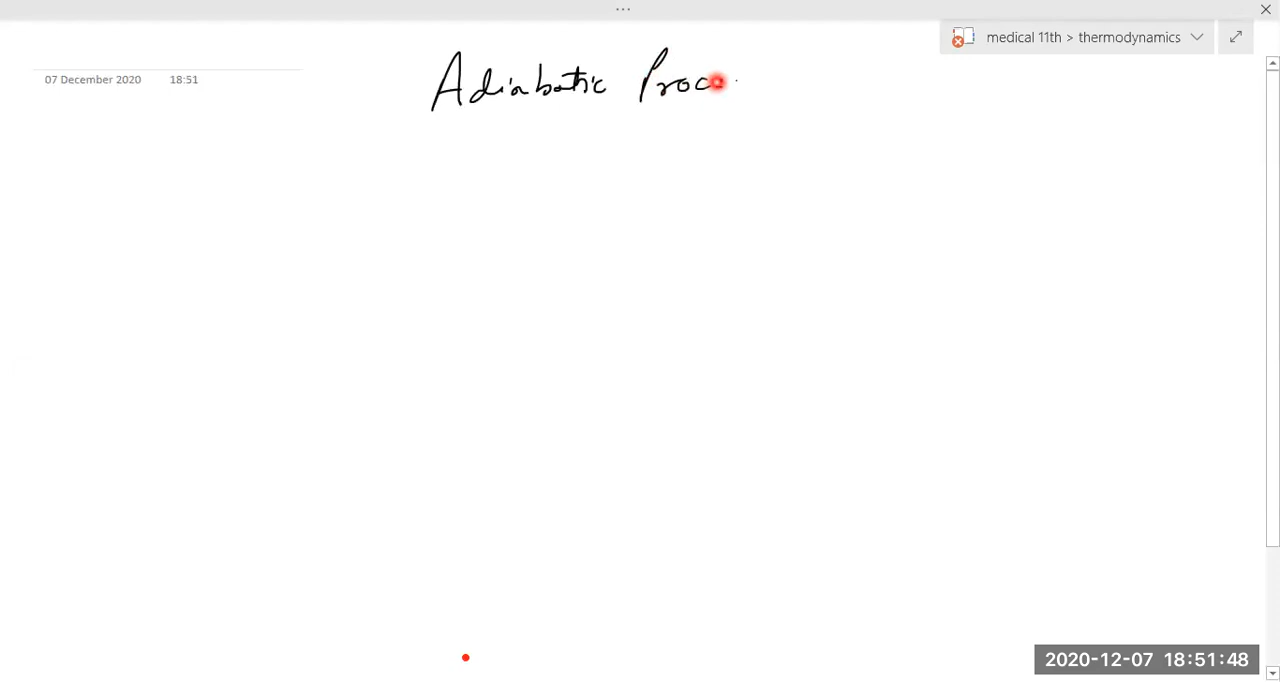 ...
medical 11th > thermodynamics
07 December 2020 18:51
Adiabatic Proc
2020-12-07 18:51:48